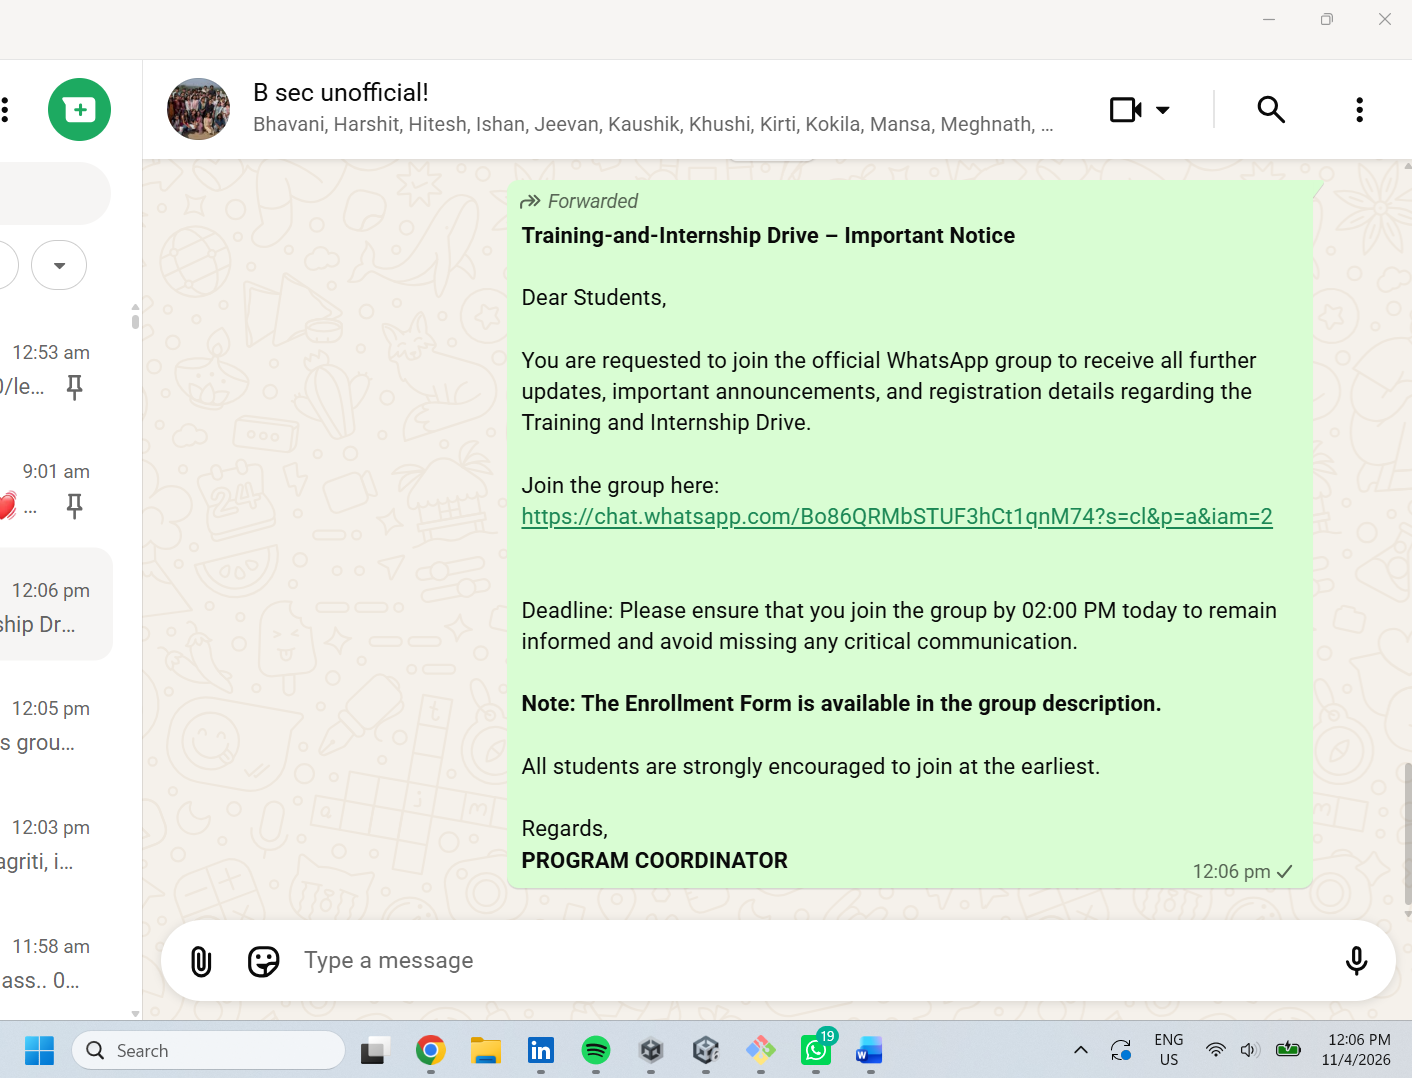 B sec unofficial!
Bhavani, Harshit, Hitesh, Ishan, Jeevan, Kaushik, Khushi, Kirti, Kokila, Mansa, Meghnath, ...
12:53 am
0/le...
9:01 am
...
12:06 pm
ship Dr...
12:05 pm
s grou...
12:03 pm
agriti, i...
11:58 am
ass.. 0...
Forwarded
Training-and-Internship Drive – Important Notice
Dear Students,
You are requested to join the official WhatsApp group to receive all further
updates, important announcements, and registration details regarding the
Training and Internship Drive.
Join the group here:
https://chat.whatsapp.com/Bo86QRMbSTUF3hCt1qnM74?s=cl&p=a&iam=2
Deadline: Please ensure that you join the group by 02:00 PM today to remain
informed and avoid missing any critical communication.
Note: The Enrollment Form is available in the group description.
All students are strongly encouraged to join at the earliest.
Regards,
PROGRAM COORDINATOR
12:06 pm
Type a message
Search
in
19
W
ENG
US
12:06 PM
11/4/2026